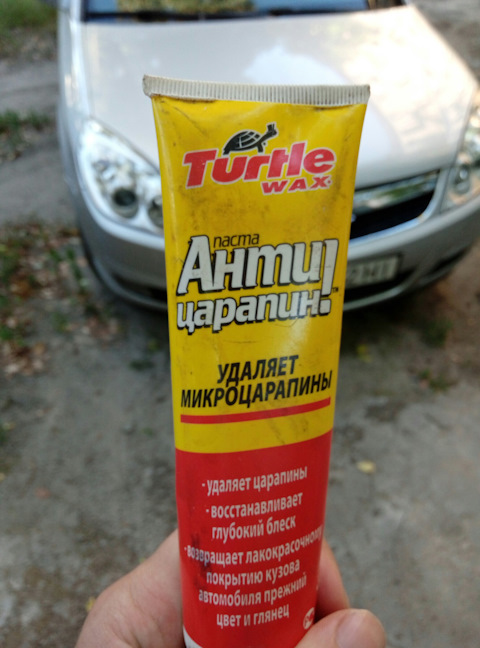 Turtle
WAX
паста
Анти
царапин!
УДАЛЯЕТ
МИКРОЦАРАПИНЫ
·удаляет царапины
·восстанавливает
глубокий блеск
·возвращает лакокрасочному
покрытию кузова
автомобиля прежний
цвет и глянец